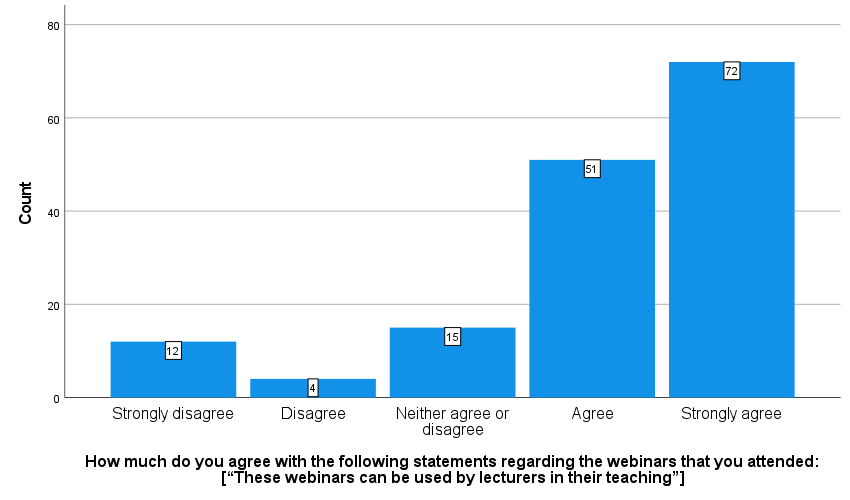 80
60
40
20
0
Count
12
4
15
51
72
Strongly disagree
Disagree
Neither agree or
disagree
Agree
Strongly agree
How much do you agree with the following statements regarding the webinars that you attended:
[“These webinars can be used by lecturers in their teaching”]